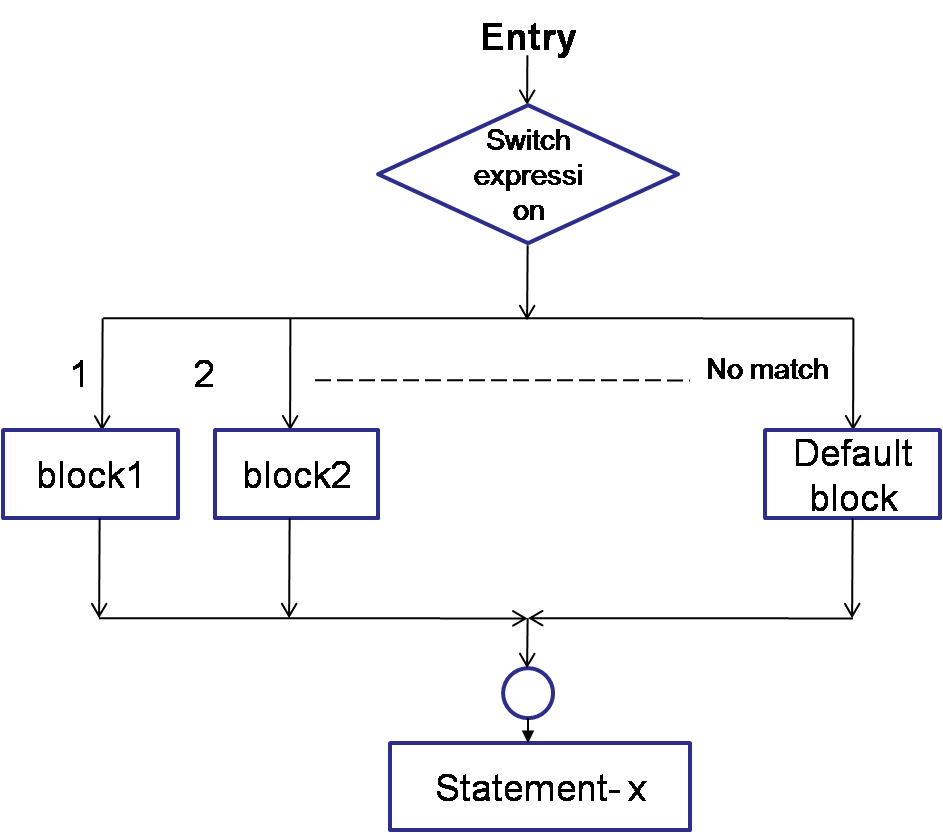 Entry
Switch
expressi
on
1
2
No match
block1
block2
Default
block
Statement- x